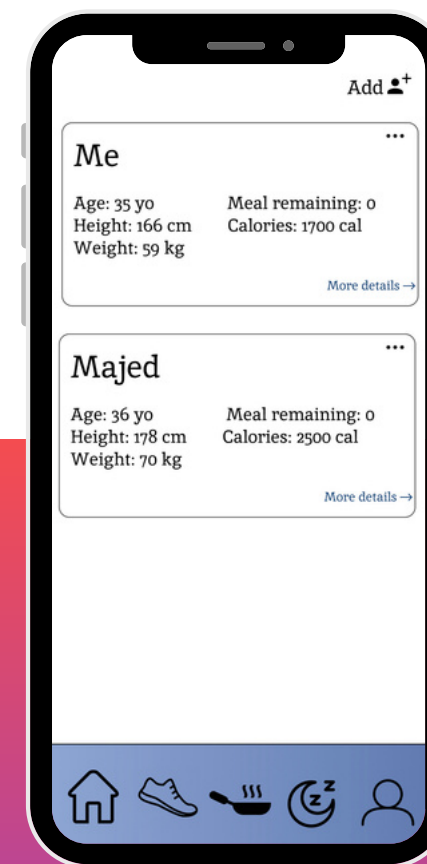 Add
Me
Age: 35 yo
Height: 166 cm
Weight: 59 kg
Meal remaining: 0
Calories: 1700 cal
More details →
Majed
Age: 36 yo
Height: 178 cm
Weight: 70 kg
Meal remaining: 0
Calories: 2500 cal
More details →
z z